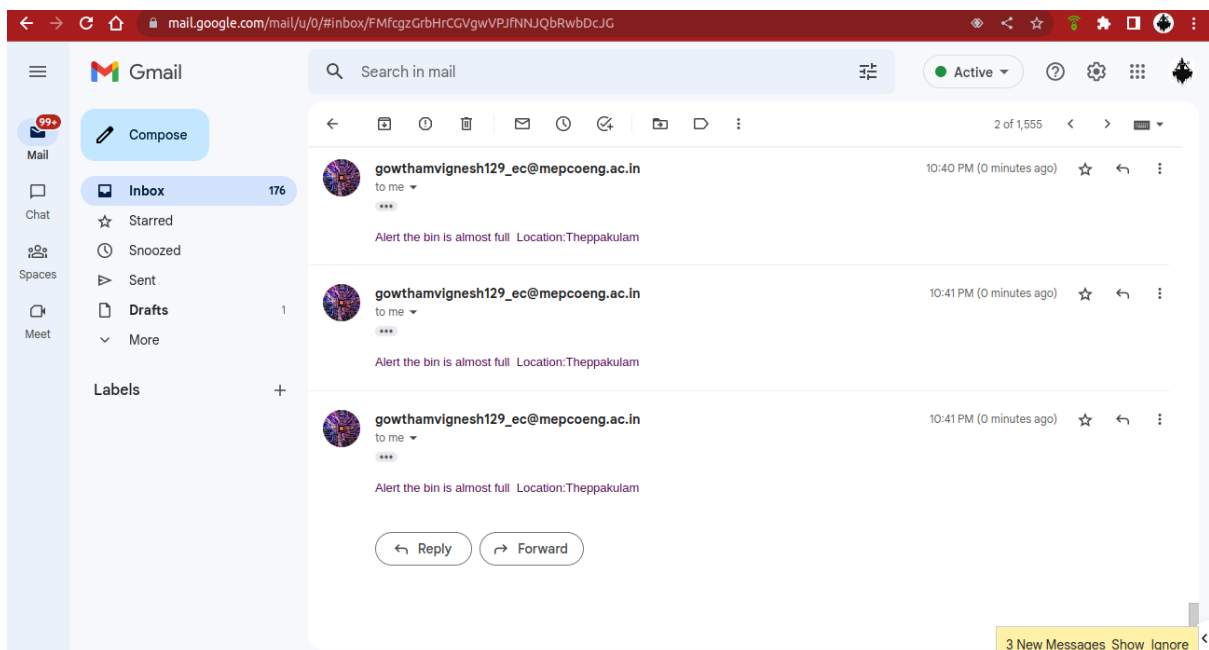 mail.google.com/mail/u/0/#inbox/FMfcgzGrbHrCGVgwVPJfNNJQbRwbDcJG
Gmail
Search in mail
Active
99+
Mail
Chat
Spaces
Meet
Compose
Inbox 176
Starred
Snoozed
Sent
Drafts 1
More
Labels
2 of 1,555
gowthamvignesh129_ec@mepcoeng.ac.in 10:40 PM (0 minutes ago)
to me
Alert the bin is almost full Location:Theppakulam
gowthamvignesh129_ec@mepcoeng.ac.in 10:41 PM (0 minutes ago)
to me
Alert the bin is almost full Location:Theppakulam
gowthamvignesh129_ec@mepcoeng.ac.in 10:41 PM (0 minutes ago)
to me
Alert the bin is almost full Location:Theppakulam
Reply Forward
3 New Messages Show Ignore